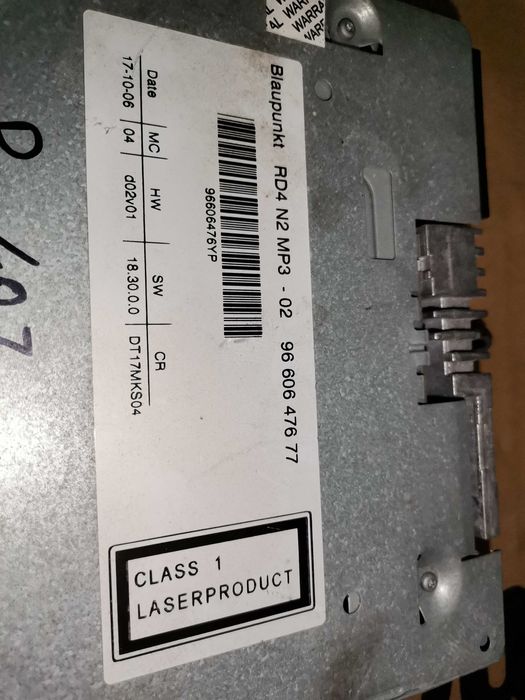 WARRA
WARRA
WARR
Blaupunkt RD4 N2 MP3 - 02 96 606 476 77
96606476YP
Date MC HW SW CR
17-10-06 04 d02v01 18.30.0.0 DT17MKS04
CLASS 1
LASERPRODUCT